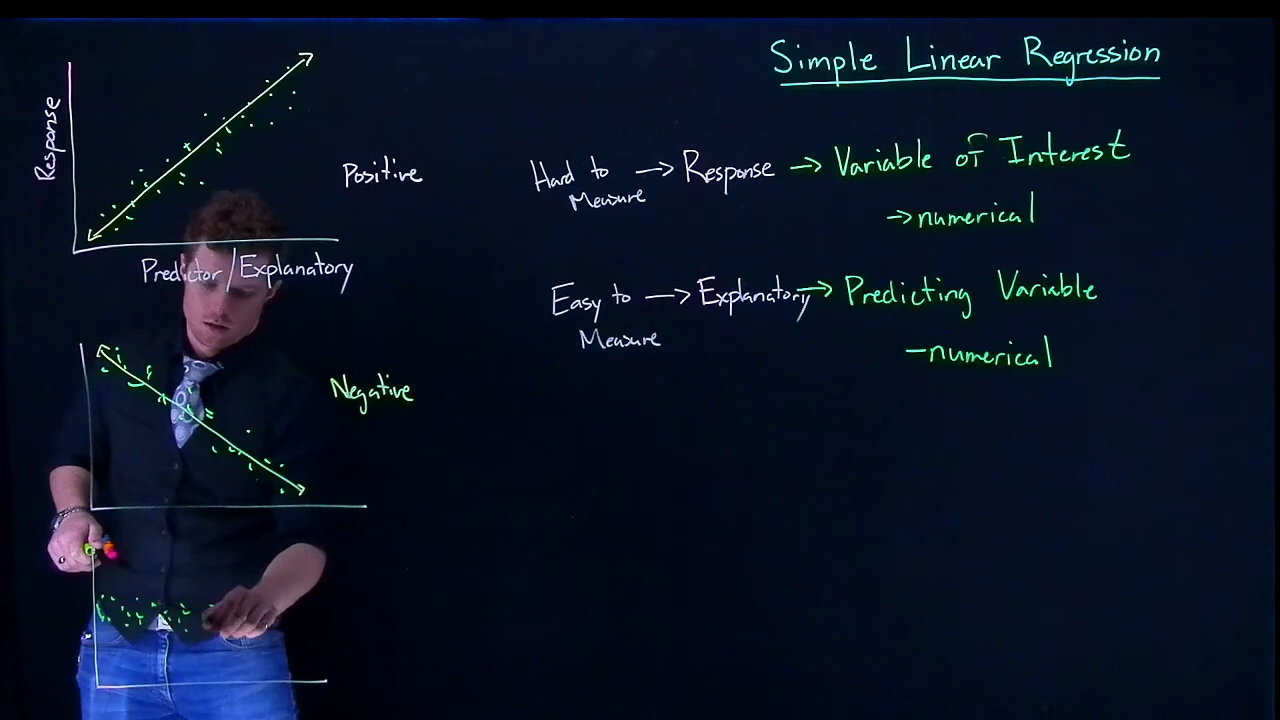 Simple Linear Regression
Response
Positive
Predictor/Explanatory
Negative
Hard to Measure → Response → Variable of Interest
→ numerical
Easy to Measure → Explanatory → Predicting Variable
- numerical